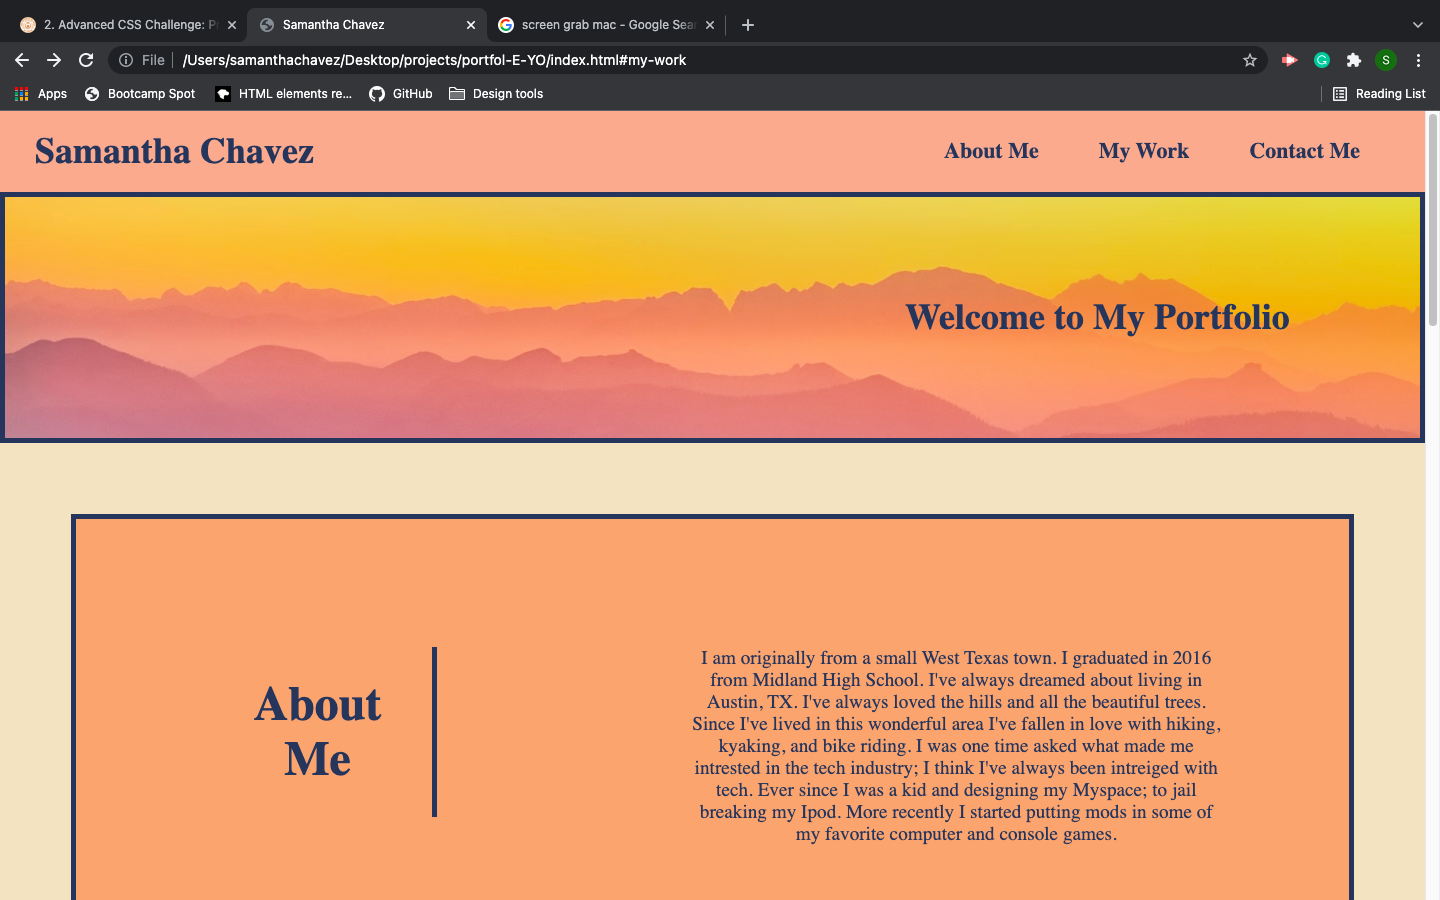 2. Advanced CSS Challenge: P
Samantha Chavez
screen grab mac - Google Sea
File
/Users/samanthachavez/Desktop/projects/portfol-E-YO/index.html#my-work
S
Apps
Bootcamp Spot
HTML elements re...
GitHub
Design tools
Reading List
Samantha Chavez
About Me
My Work
Contact Me
Welcome to My Portfolio
About
Me
I am originally from a small West Texas town. I graduated in 2016
from Midland High School. I've always dreamed about living in
Austin, TX. I've always loved the hills and all the beautiful trees.
Since I've lived in this wonderful area I've fallen in love with hiking,
kyaking, and bike riding. I was one time asked what made me
intrested in the tech industry; I think I've always been intreiged with
tech. Ever since I was a kid and designing my Myspace; to jail
breaking my Ipod. More recently I started putting mods in some of
my favorite computer and console games.